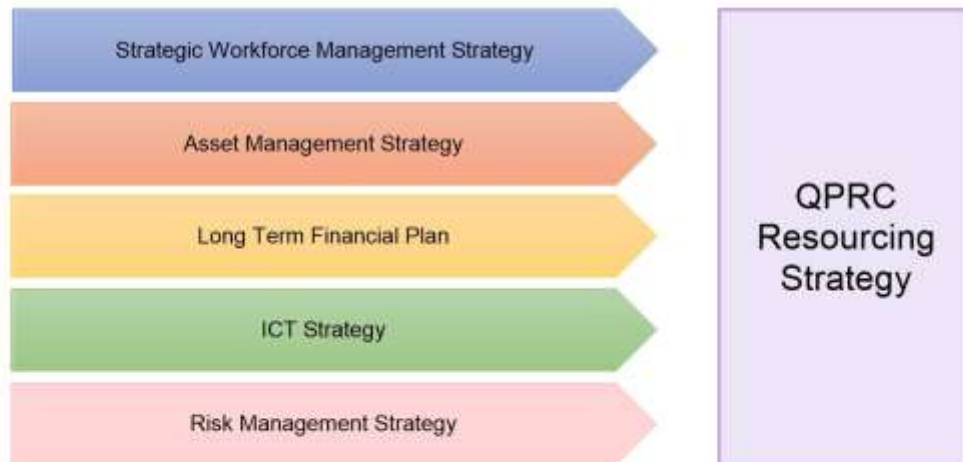 Strategic Workforce Management Strategy
Asset Management Strategy
Long Term Financial Plan
ICT Strategy
Risk Management Strategy
QPRC
Resourcing
Strategy